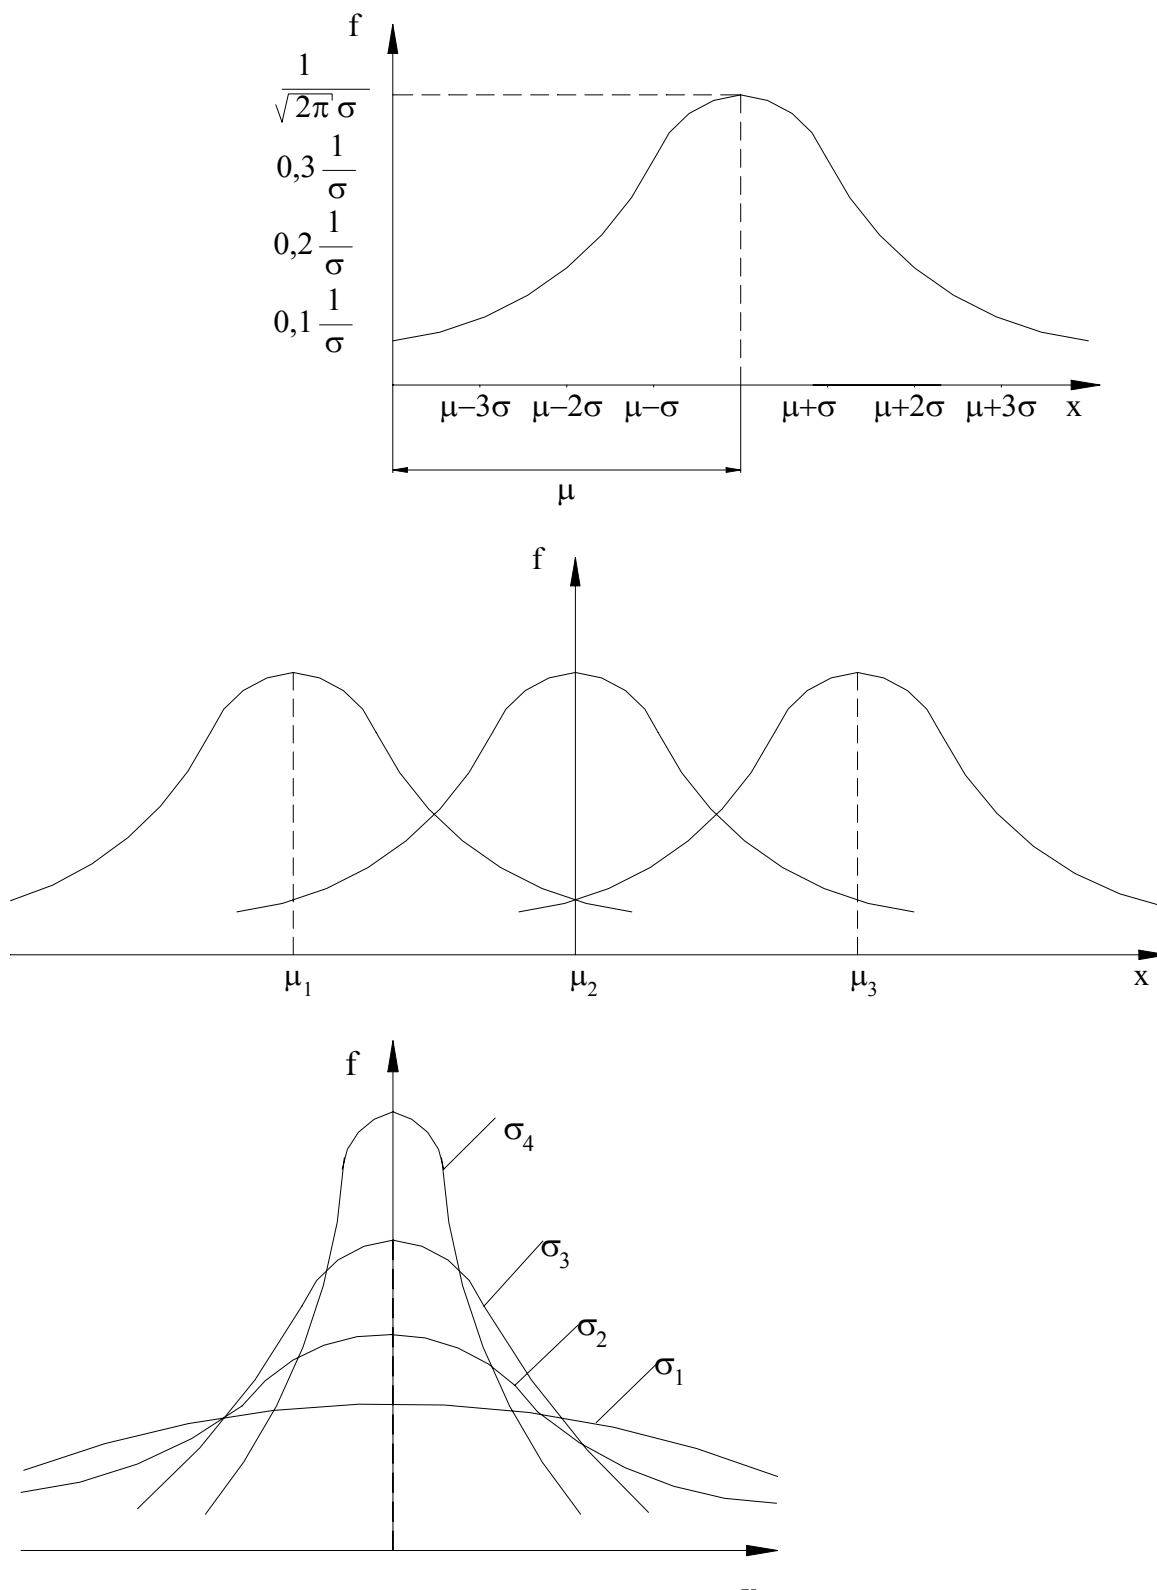 f
1
√2π σ
0,3 1
σ
0,2 1
σ
0,1 1
σ
μ−3σ μ−2σ μ−σ μ+σ μ+2σ μ+3σ x
μ
f
μ1 μ2 μ3 x
f
σ4
σ3
σ2
σ1